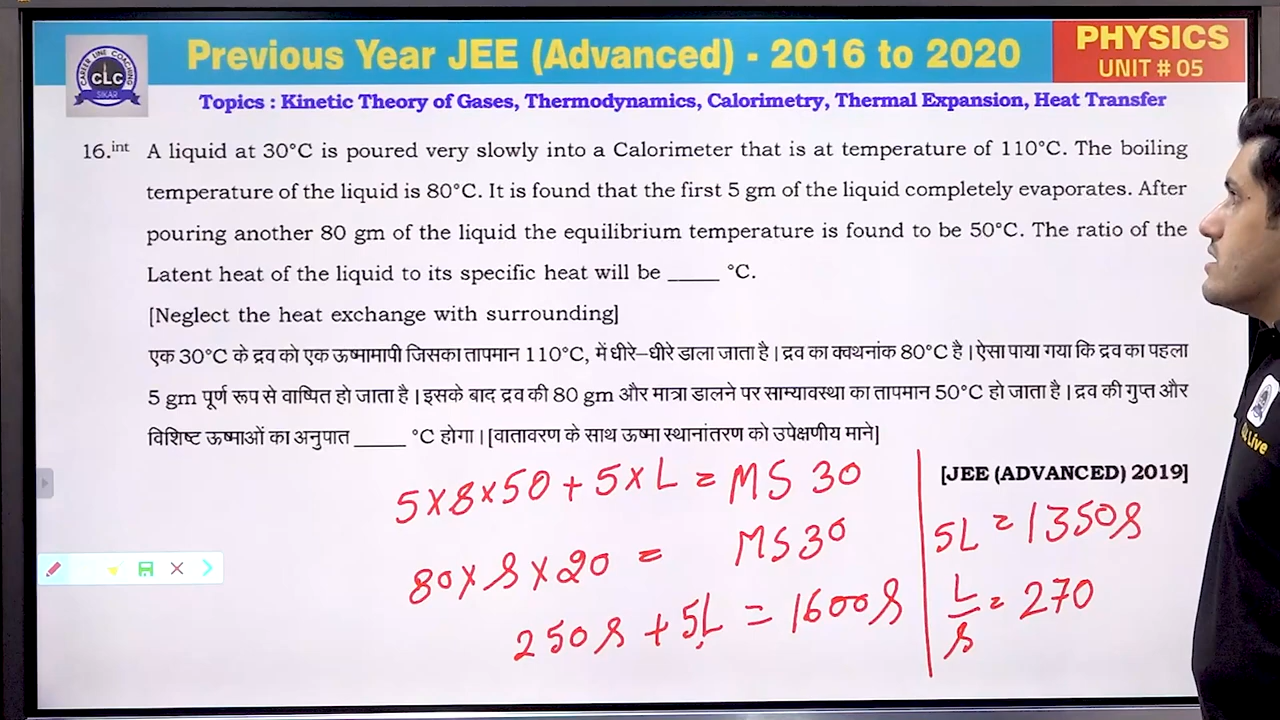 CAREER LINE COACHING
CLC
SIKAR
Previous Year JEE (Advanced) - 2016 to 2020
PHYSICS
UNIT # 05
Topics : Kinetic Theory of Gases, Thermodynamics, Calorimetry, Thermal Expansion, Heat Transfer
16.int A liquid at 30°C is poured very slowly into a Calorimeter that is at temperature of 110°C. The boiling
temperature of the liquid is 80°C. It is found that the first 5 gm of the liquid completely evaporates. After
pouring another 80 gm of the liquid the equilibrium temperature is found to be 50°C. The ratio of the
Latent heat of the liquid to its specific heat will be _____ °C.
[Neglect the heat exchange with surrounding]
एक 30°C के द्रव को एक ऊष्मामापी जिसका तापमान 110°C, में धीरे–धीरे डाला जाता है। द्रव का क्वथनांक 80°C है। ऐसा पाया गया कि द्रव का पहला
5 gm पूर्ण रूप से वाष्पित हो जाता है। इसके बाद द्रव की 80 gm और मात्रा डालने पर साम्यावस्था का तापमान 50°C हो जाता है। द्रव की गुप्त और
विशिष्ट ऊष्माओं का अनुपात _____ °C होगा। [वातावरण के साथ ऊष्मा स्थानांतरण को उपेक्षणीय माने]
[JEE (ADVANCED) 2019]
5×s×50 + 5×L = MS 30
80×s×20 = MS30
250s + 5L = 1600s
5L = 1350s
L/s = 270
Live